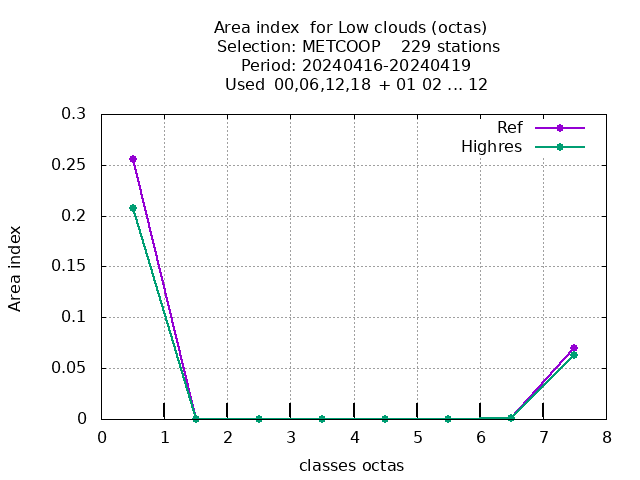 Area index  for Low clouds (octas)
Selection: METCOOP    229 stations
Period: 20240416-20240419
Used  00,06,12,18 + 01 02 ... 12
Ref
Highres
0.3
0.25
0.2
0.15
0.1
0.05
0
Area index
0 1 2 3 4 5 6 7 8
classes octas